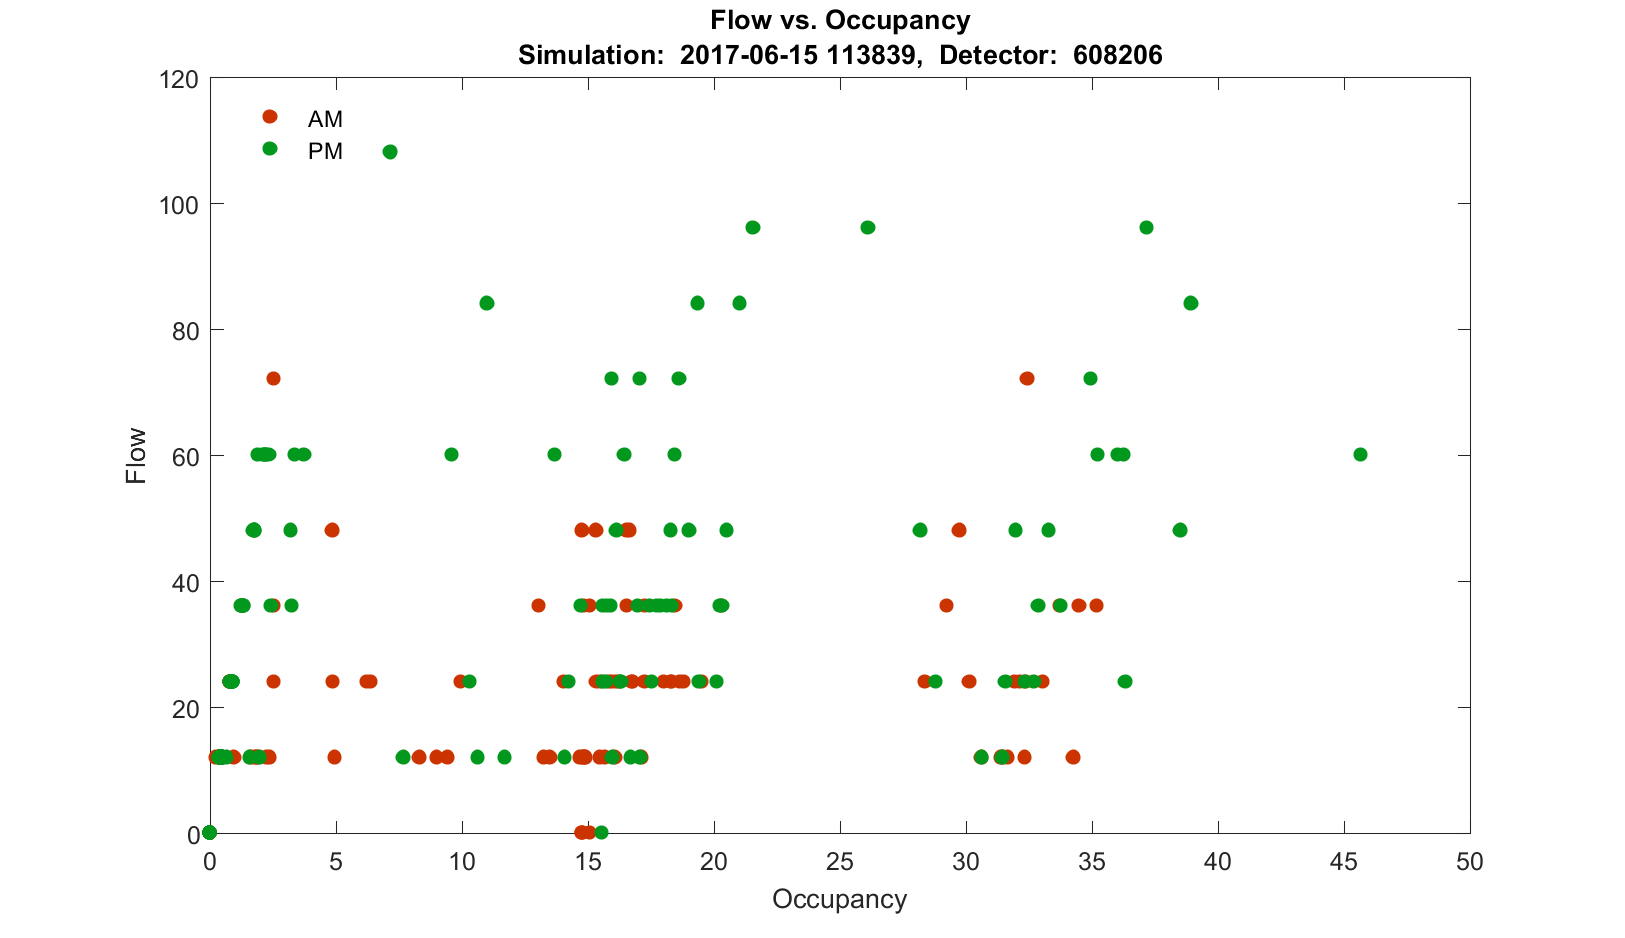 Flow vs. Occupancy
Simulation:  2017-06-15 113839,  Detector:  608206
120
AM
PM
100
80
60
Flow
40
20
0
0 5 10 15 20 25 30 35 40 45 50
Occupancy